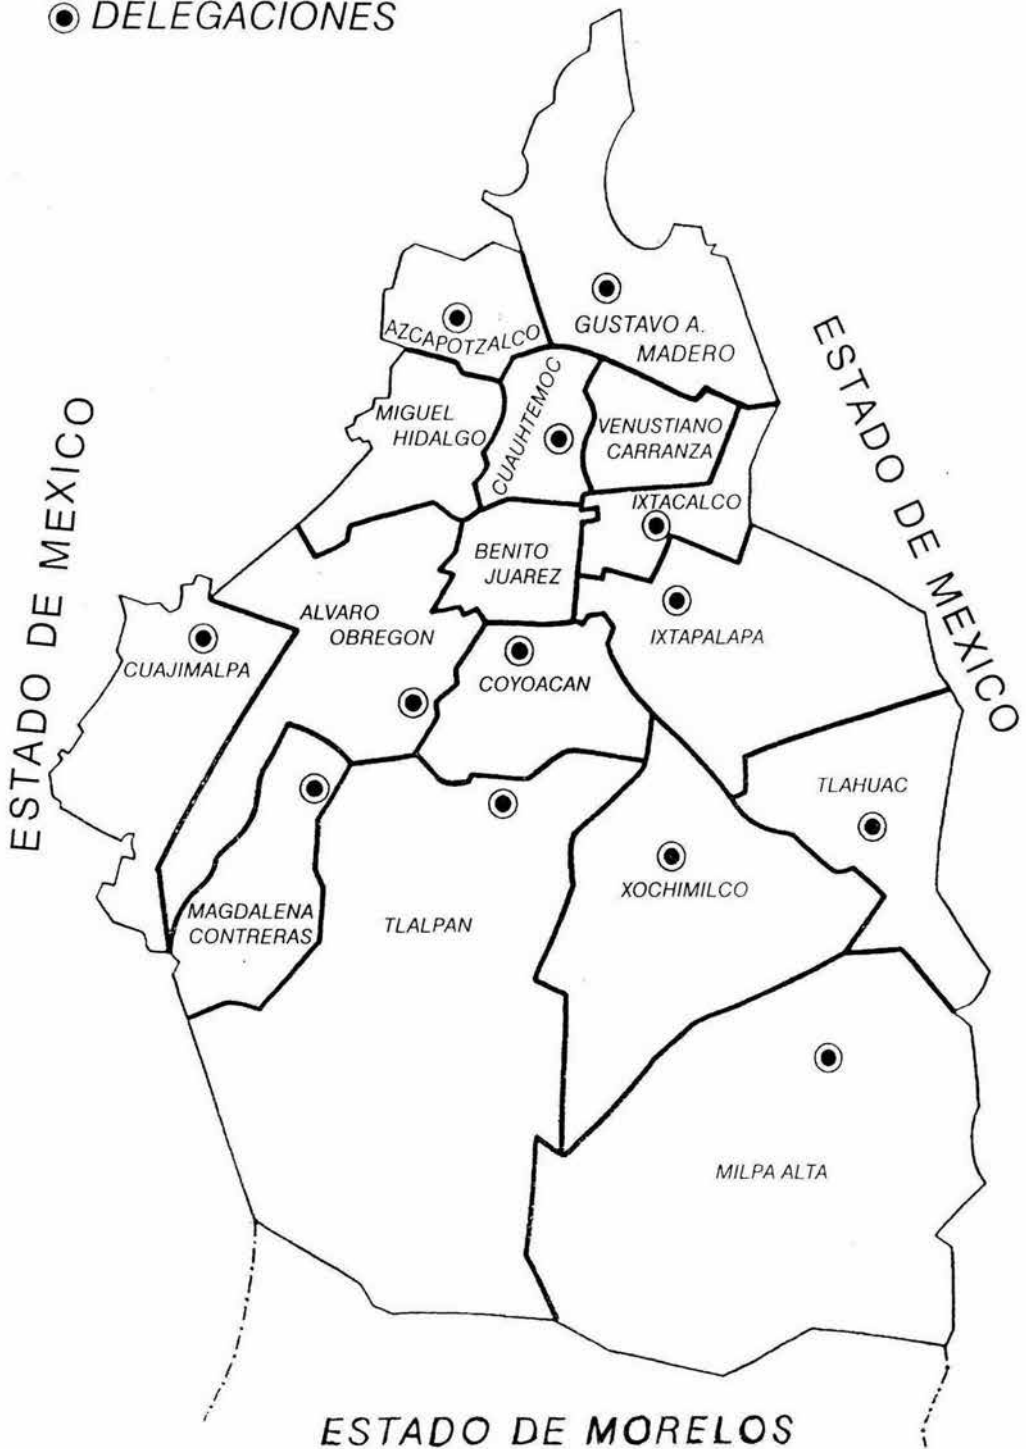 DELEGACIONES
AZCAPOTZALCO
GUSTAVO A.
MADERO
ESTADO DE MEXICO
MIGUEL
HIDALGO
CUAUHTEMOC
VENUSTIANO
CARRANZA
ESTADO DE MEXICO
IXTACALCO
BENITO
JUAREZ
ALVARO
OBREGON
IXTAPALAPA
CUAJIMALPA
COYOACAN
TLAHUAC
XOCHIMILCO
MAGDALENA
CONTRERAS
TLALPAN
MILPA ALTA
ESTADO DE MORELOS